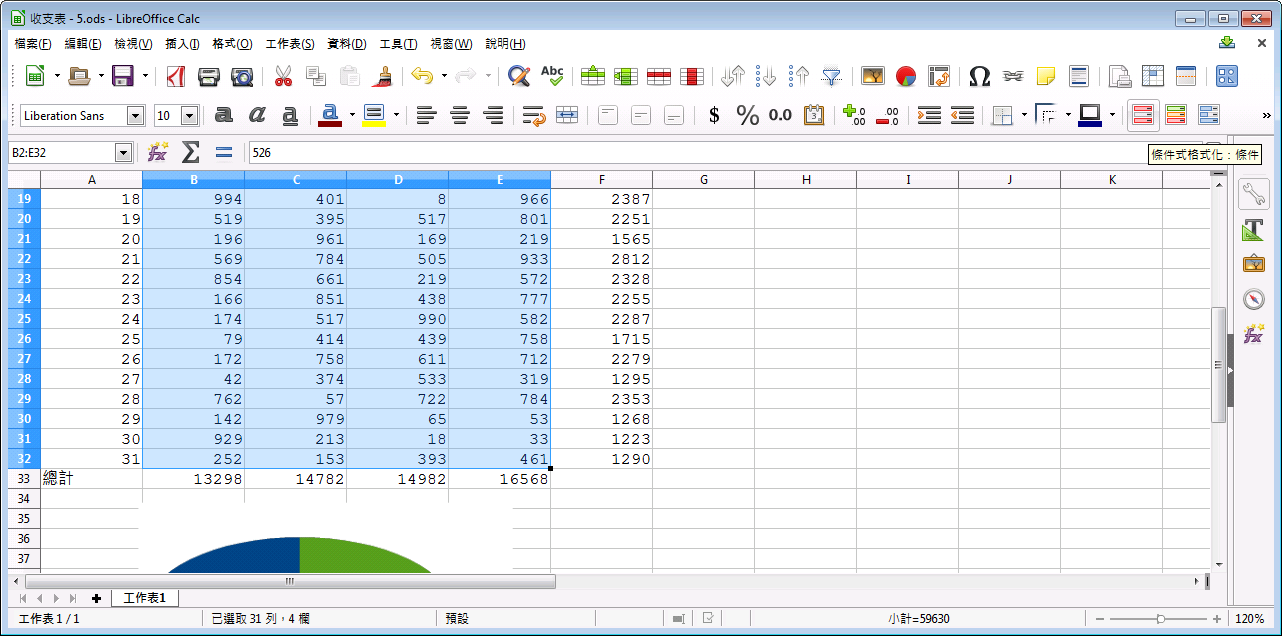 收支表 - 5.ods - LibreOffice Calc
檔案(F) 編輯(E) 檢視(V) 插入(I) 格式(O) 工作表(S) 資料(D) 工具(T) 視窗(W) 說明(H)
Abc
Liberation Sans 10 a a a a $ % 0.0 3 .00 .00 »
B2:E32 fx Σ = 526
條件式格式化：條件
A B C D E F G H I J K
19 18 994 401 8 966 2387
20 19 519 395 517 801 2251
21 20 196 961 169 219 1565
22 21 569 784 505 933 2812
23 22 854 661 219 572 2328
24 23 166 851 438 777 2255
25 24 174 517 990 582 2287
26 25 79 414 439 758 1715
27 26 172 758 611 712 2279
28 27 42 374 533 319 1295
29 28 762 57 722 784 2353
30 29 142 979 65 53 1268
31 30 929 213 18 33 1223
32 31 252 153 393 461 1290
33 總計 13298 14782 14982 16568
34
35
36
37
工作表1
工作表 1 / 1 已選取 31 列，4 欄 預設 小計=59630 120%